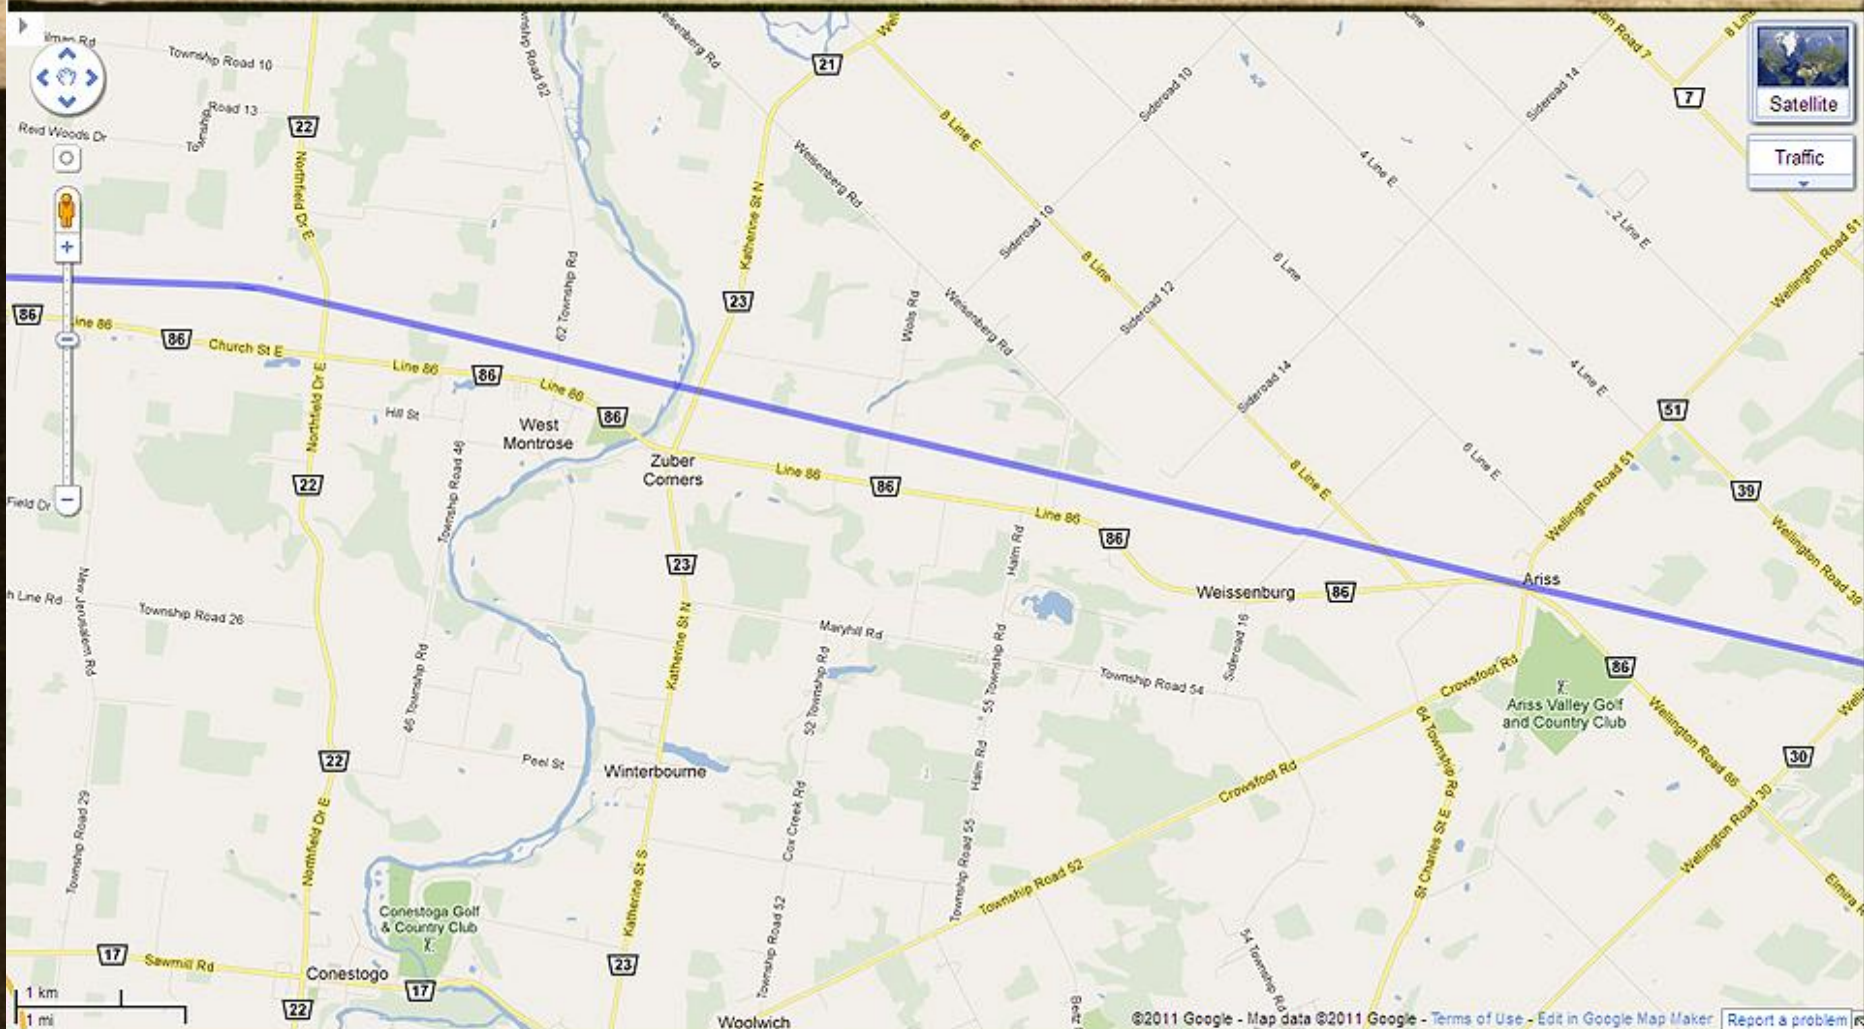 Township Road 10
Township Road 62
Weisenberg Rd
21
Sideroad 10
Sideroad 14
7
8 Line
Satellite
Traffic
Road 13
Township
Reid Woods Dr
22
Northfield Dr E
8 Line E
4 Line E
2 Line E
Weisenberg Rd
Katherine St N
Sideroad 10
8 Line
6 Line
Wellington Road 51
62 Township Rd
23
Wolis Rd
Weisenberg Rd
Sideroad 12
86
Line 86
86
Church St E
Line 86
86
Line 86
86
Northfield Dr E
Hill St
West
Montrose
Sideroad 14
4 Line E
51
Township Road 46
Zuber
Corners
Line 86
86
8 Line E
6 Line E
Wellington Road 51
39
Wellington Road 39
22
Field Dr
Line 86
86
Halm Rd
23
New Jerusalem Rd
h Line Rd
Township Road 26
Weissenburg
86
Ariss
Katherine St N
Maryhill Rd
52 Township Rd
55 Township Rd
Township Road 54
Sideroad 16
Crowsfoot Rd
86
46 Township Rd
Ariss Valley Golf
and Country Club
64 Township Rd
Wellington Road 86
22
Peel St
Winterbourne
Halm Rd
Crowsfoot Rd
30
Wellington Road 30
Township Road 29
Northfield Dr E
Cox Creek Rd
Katherine St S
Township Road 55
Township Road 52
St Charles St E
Elmira R
Conestoga Golf
& Country Club
Township Road 52
54 Township Rd
17
Sawmill Rd
Conestogo
17
23
22
1 km
1 mi
Woolwich
©2011 Google - Map data ©2011 Google - Terms of Use - Edit in Google Map Maker
Report a problem